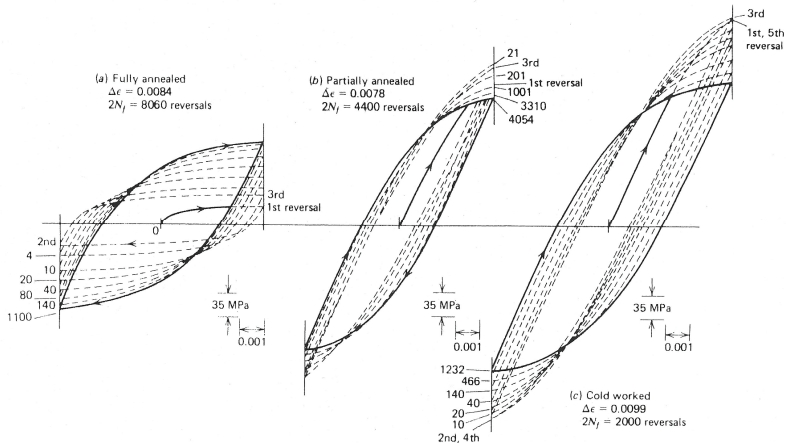 (a) Fully annealed
Δϵ = 0.0084
2Nf = 8060 reversals
3rd
1st reversal
0
2nd
4
10
20
40
80
140
1100
35 MPa
0.001
(b) Partially annealed
Δϵ = 0.0078
2Nf = 4400 reversals
21
3rd
201
1st reversal
1001
3310
4054
35 MPa
0.001
3rd
1st, 5th
reversal
35 MPa
0.001
1232
466
140
40
20
10
2nd, 4th
(c) Cold worked
Δϵ = 0.0099
2Nf = 2000 reversals